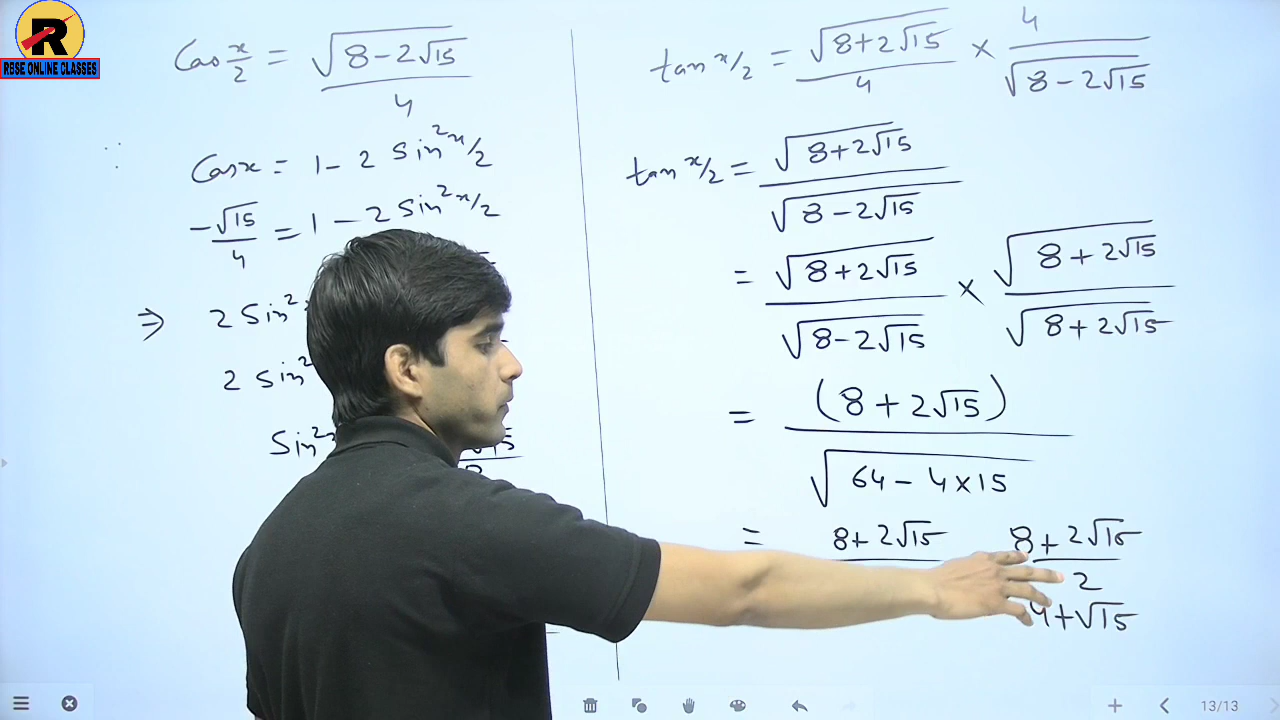 R
RBSE ONLINE CLASSES
Cos x/2 = √(8 - 2√15) / 4
∵ Cos x = 1 - 2 Sin² x/2
-√15/4 = 1 - 2 Sin² x/2
⇒ 2 Sin²
2 Sin²
Sin²
tan x/2 = √(8+2√15) / 4 × 4 / √(8-2√15)
tan x/2 = √(8+2√15) / √(8-2√15)
= √(8+2√15) / √(8-2√15) × √(8+2√15) / √(8+2√15)
= (8+2√15) / √(64-4×15)
= 8+2√15 8+2√15 / 2
4+√15
13/13